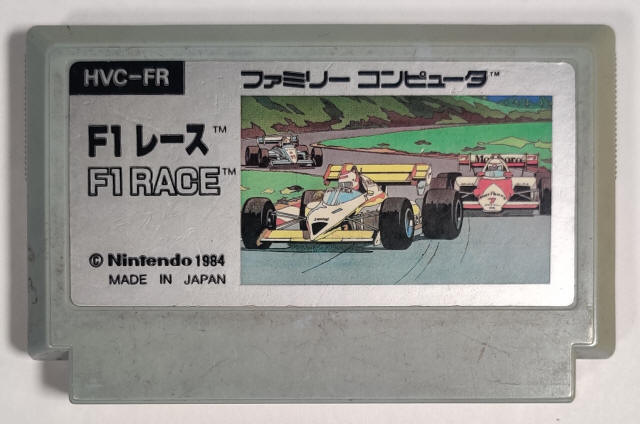 HVC-FR
ファミリー コンピュータ™
F1 レース™
F1 RACE™
© Nintendo 1984
MADE IN JAPAN
Marlboro